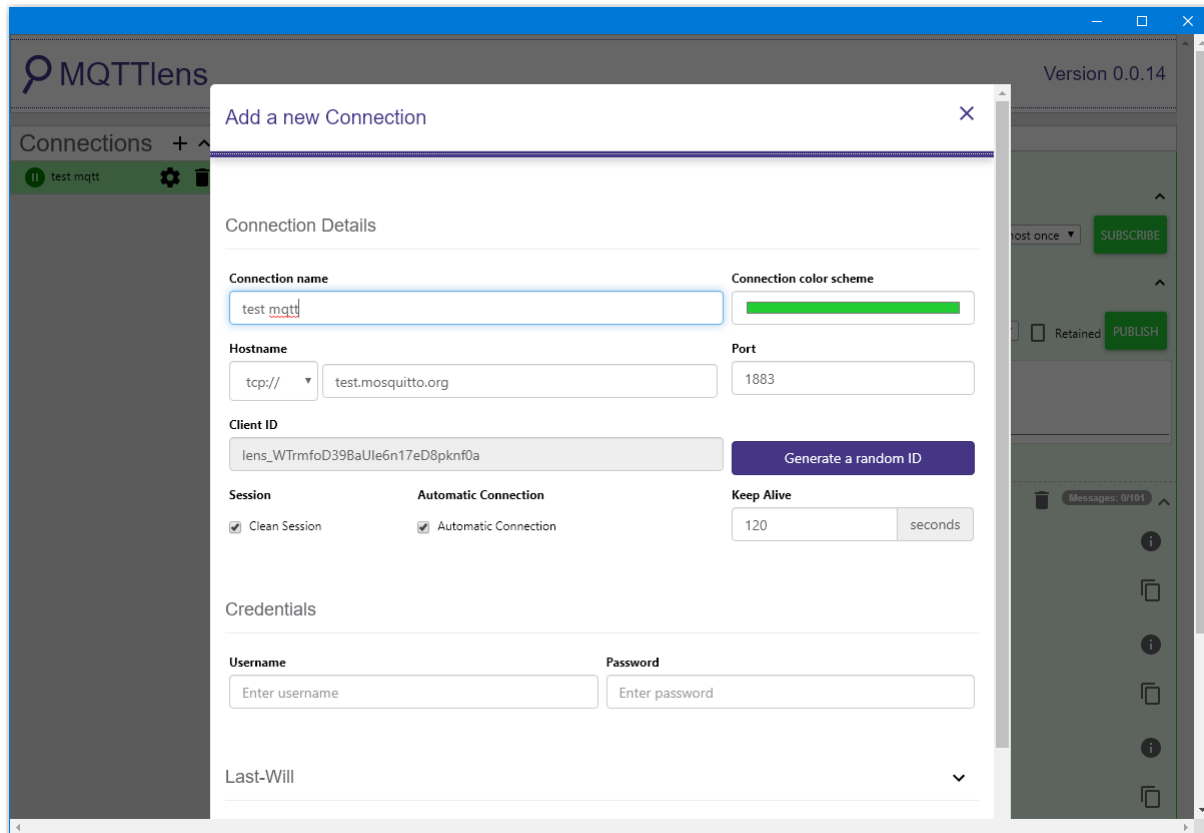 MQTTlens
Version 0.0.14
Add a new Connection
Connections
test mqtt
Connection Details
Connection name
Connection color scheme
test mqtt
Hostname
Port
tcp://
test.mosquitto.org
1883
Client ID
lens_WTrmfoD39BaUle6n17eD8pknf0a
Generate a random ID
Session
Automatic Connection
Keep Alive
Clean Session
Automatic Connection
120
seconds
Credentials
Username
Password
Enter username
Enter password
Last-Will
once
SUBSCRIBE
Retained
PUBLISH
Messages: 0/101